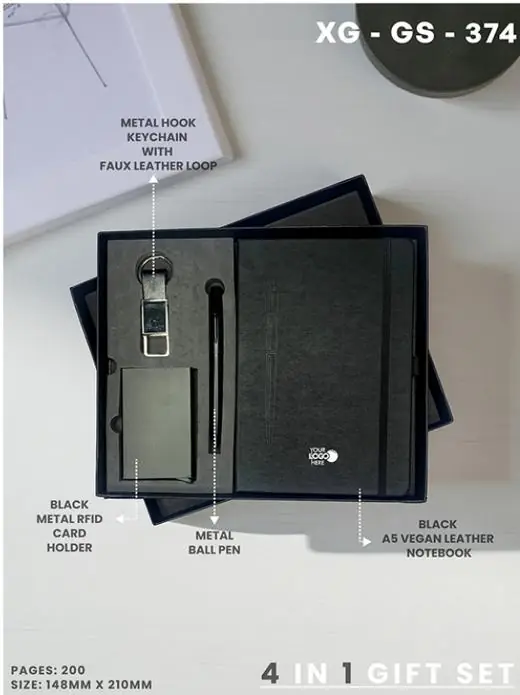 XG - GS - 374
METAL HOOK
KEYCHAIN
WITH
FAUX LEATHER LOOP
YOUR
LOGO
HERE
BLACK
METAL RFID
CARD
HOLDER
METAL
BALL PEN
BLACK
A5 VEGAN LEATHER
NOTEBOOK
PAGES: 200
SIZE: 148MM X 210MM
4 IN 1 GIFT SET